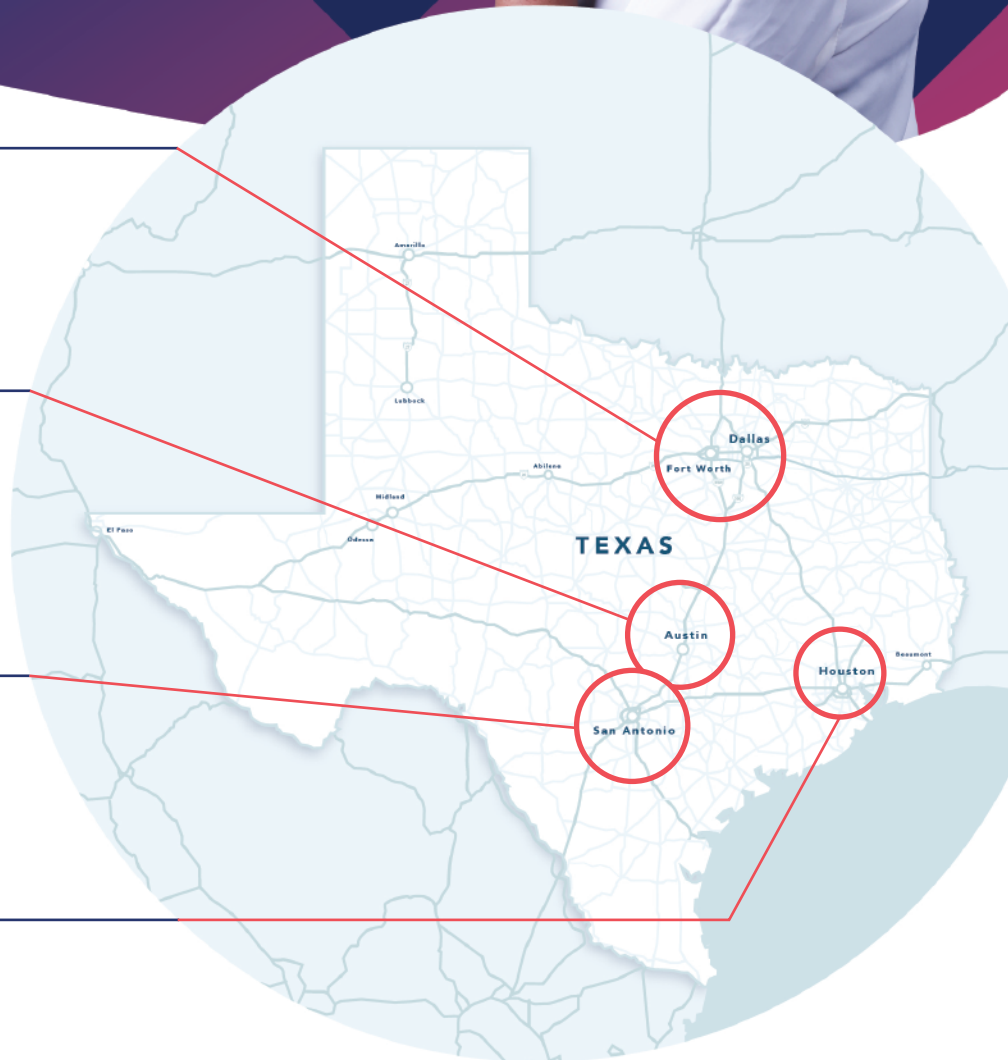 Amarillo
Lubbock
Dallas
Fort Worth
Abilene
Midland
Odessa
El Paso
TEXAS
Austin
Beaumont
Houston
San Antonio